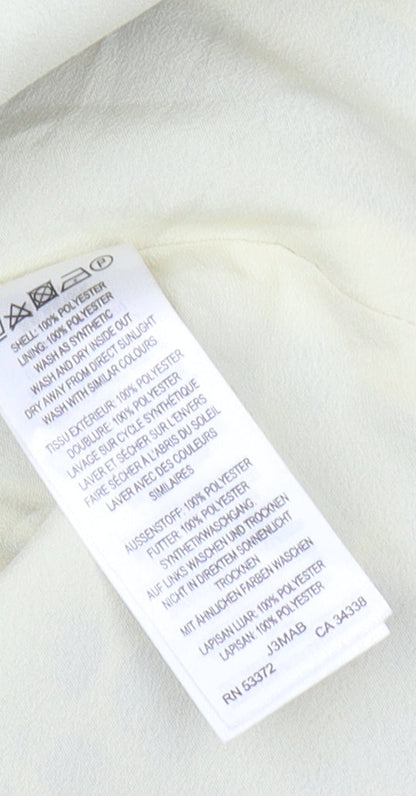 P
SHELL: 100% POLYESTER
LINING: 100% POLYESTER
WASH AS SYNTHETIC
WASH AND DRY INSIDE OUT
DRY AWAY FROM DIRECT SUNLIGHT
WASH WITH SIMILAR COLOURS
TISSU EXTÉRIEUR: 100% POLYESTER
DOUBLURE: 100% POLYESTER
LAVAGE SUR CYCLE SYNTHÉTIQUE
LAVER ET SÉCHER SUR L'ENVERS
FAIRE SÉCHER À L'ABRIS DU SOLEIL
LAVER AVEC DES COULEURS
SIMILAIRES
AUSSENSTOFF: 100% POLYESTER
FUTTER: 100% POLYESTER
SYNTHETIKWASCHGANG.
AUF LINKS WASCHEN UND TROCKNEN
NICHT IN DIREKTEM SONNENLICHT
TROCKNEN
MIT ÄHNLICHEN FARBEN WASCHEN
LAPISAN LUAR: 100% POLYESTER
LAPISAN: 100% POLYESTER
J3MAB
RN 53372 CA 34338